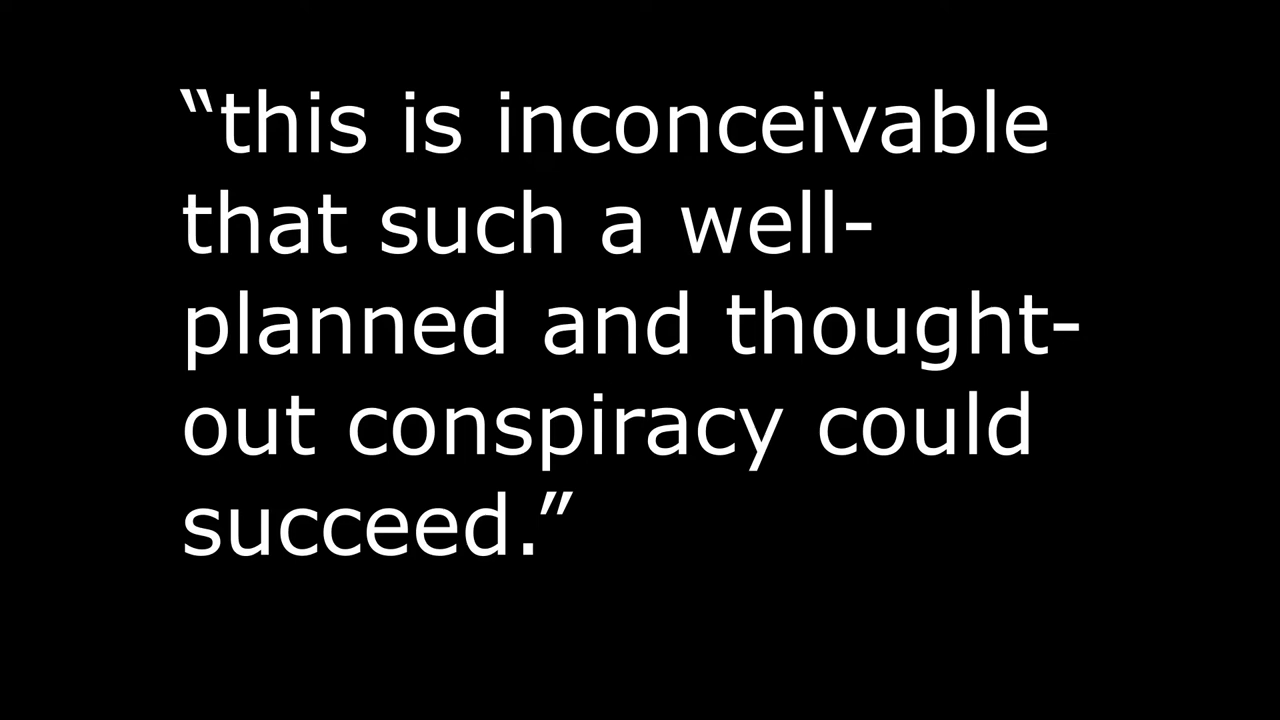 “this is inconceivable
that such a well-
planned and thought-
out conspiracy could
succeed.”